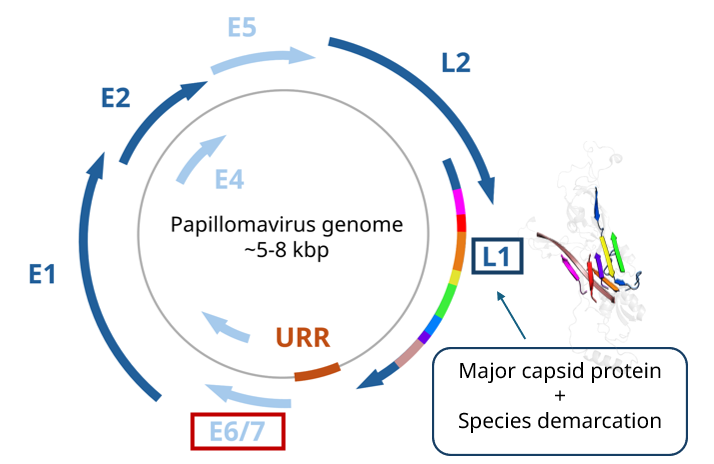 E5
L2
E2
E4
Papillomavirus genome
~5-8 kbp
L1
E1
URR
Major capsid protein
+
Species demarcation
E6/7